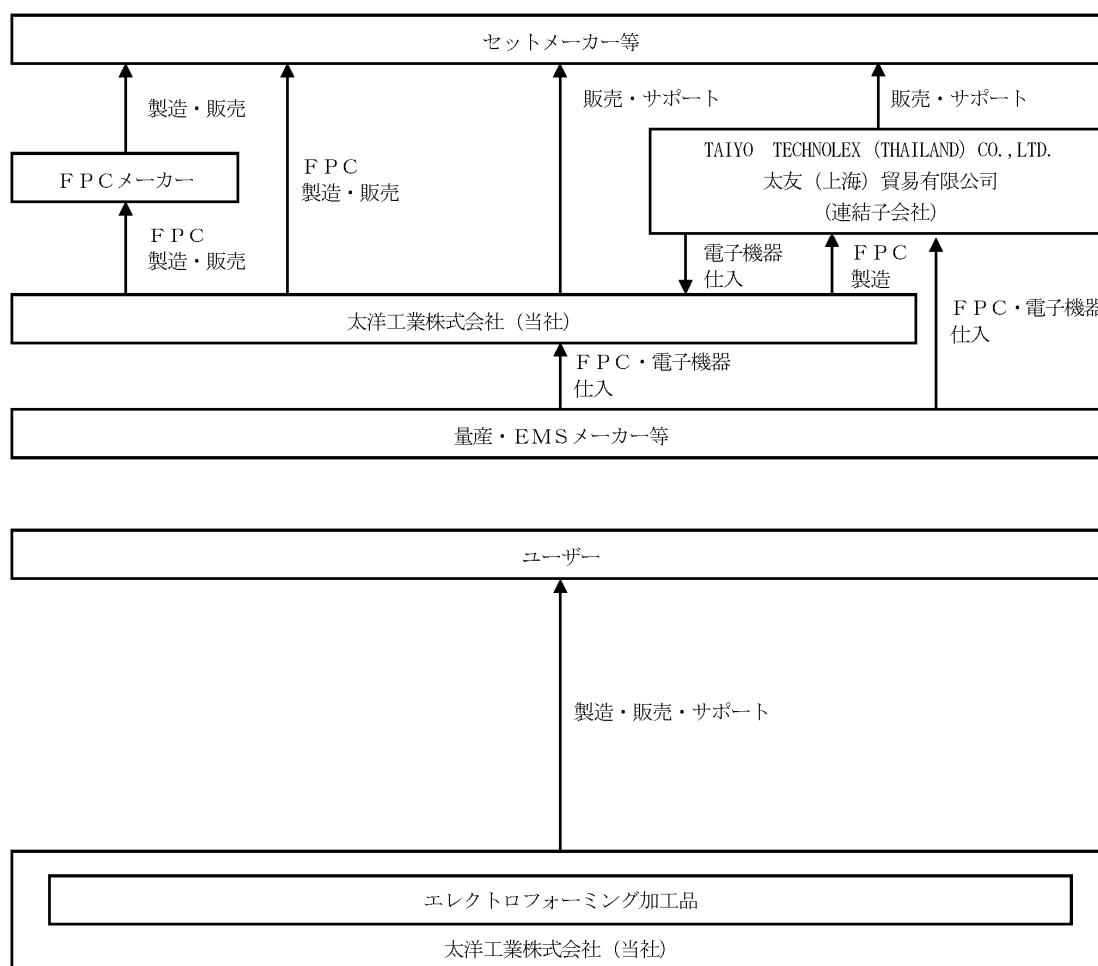 セットメーカー等
製造・販売
ＦＰＣ
製造・販売
販売・サポート
販売・サポート
ＦＰＣメーカー
TAIYO TECHNOLEX (THAILAND) CO.,LTD.
太友（上海）貿易有限公司
(連結子会社)
ＦＰＣ
製造・販売
電子機器
仕入
ＦＰＣ
製造
太洋工業株式会社（当社）
ＦＰＣ・電子機器
仕入
ＦＰＣ・電子機器
仕入
量産・ＥＭＳメーカー等
ユーザー
製造・販売・サポート
エレクトロフォーミング加工品
太洋工業株式会社（当社）